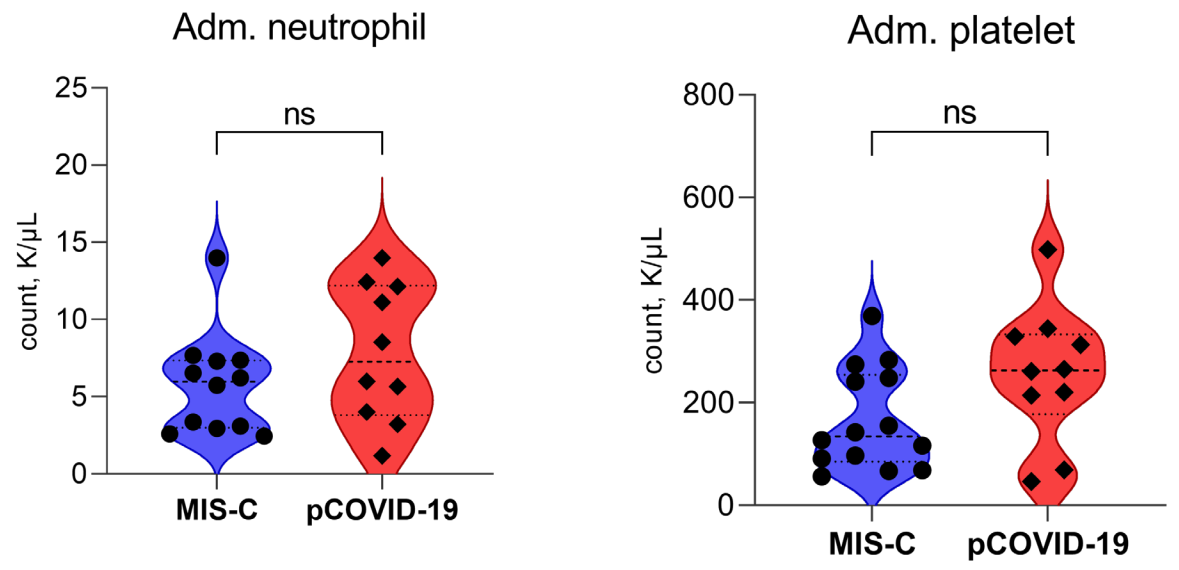 Adm. neutrophil
count, K/μL
25
20
15
10
5
0
ns
MIS-C pCOVID-19
Adm. platelet
count, K/μL
800
600
400
200
0
ns
MIS-C pCOVID-19